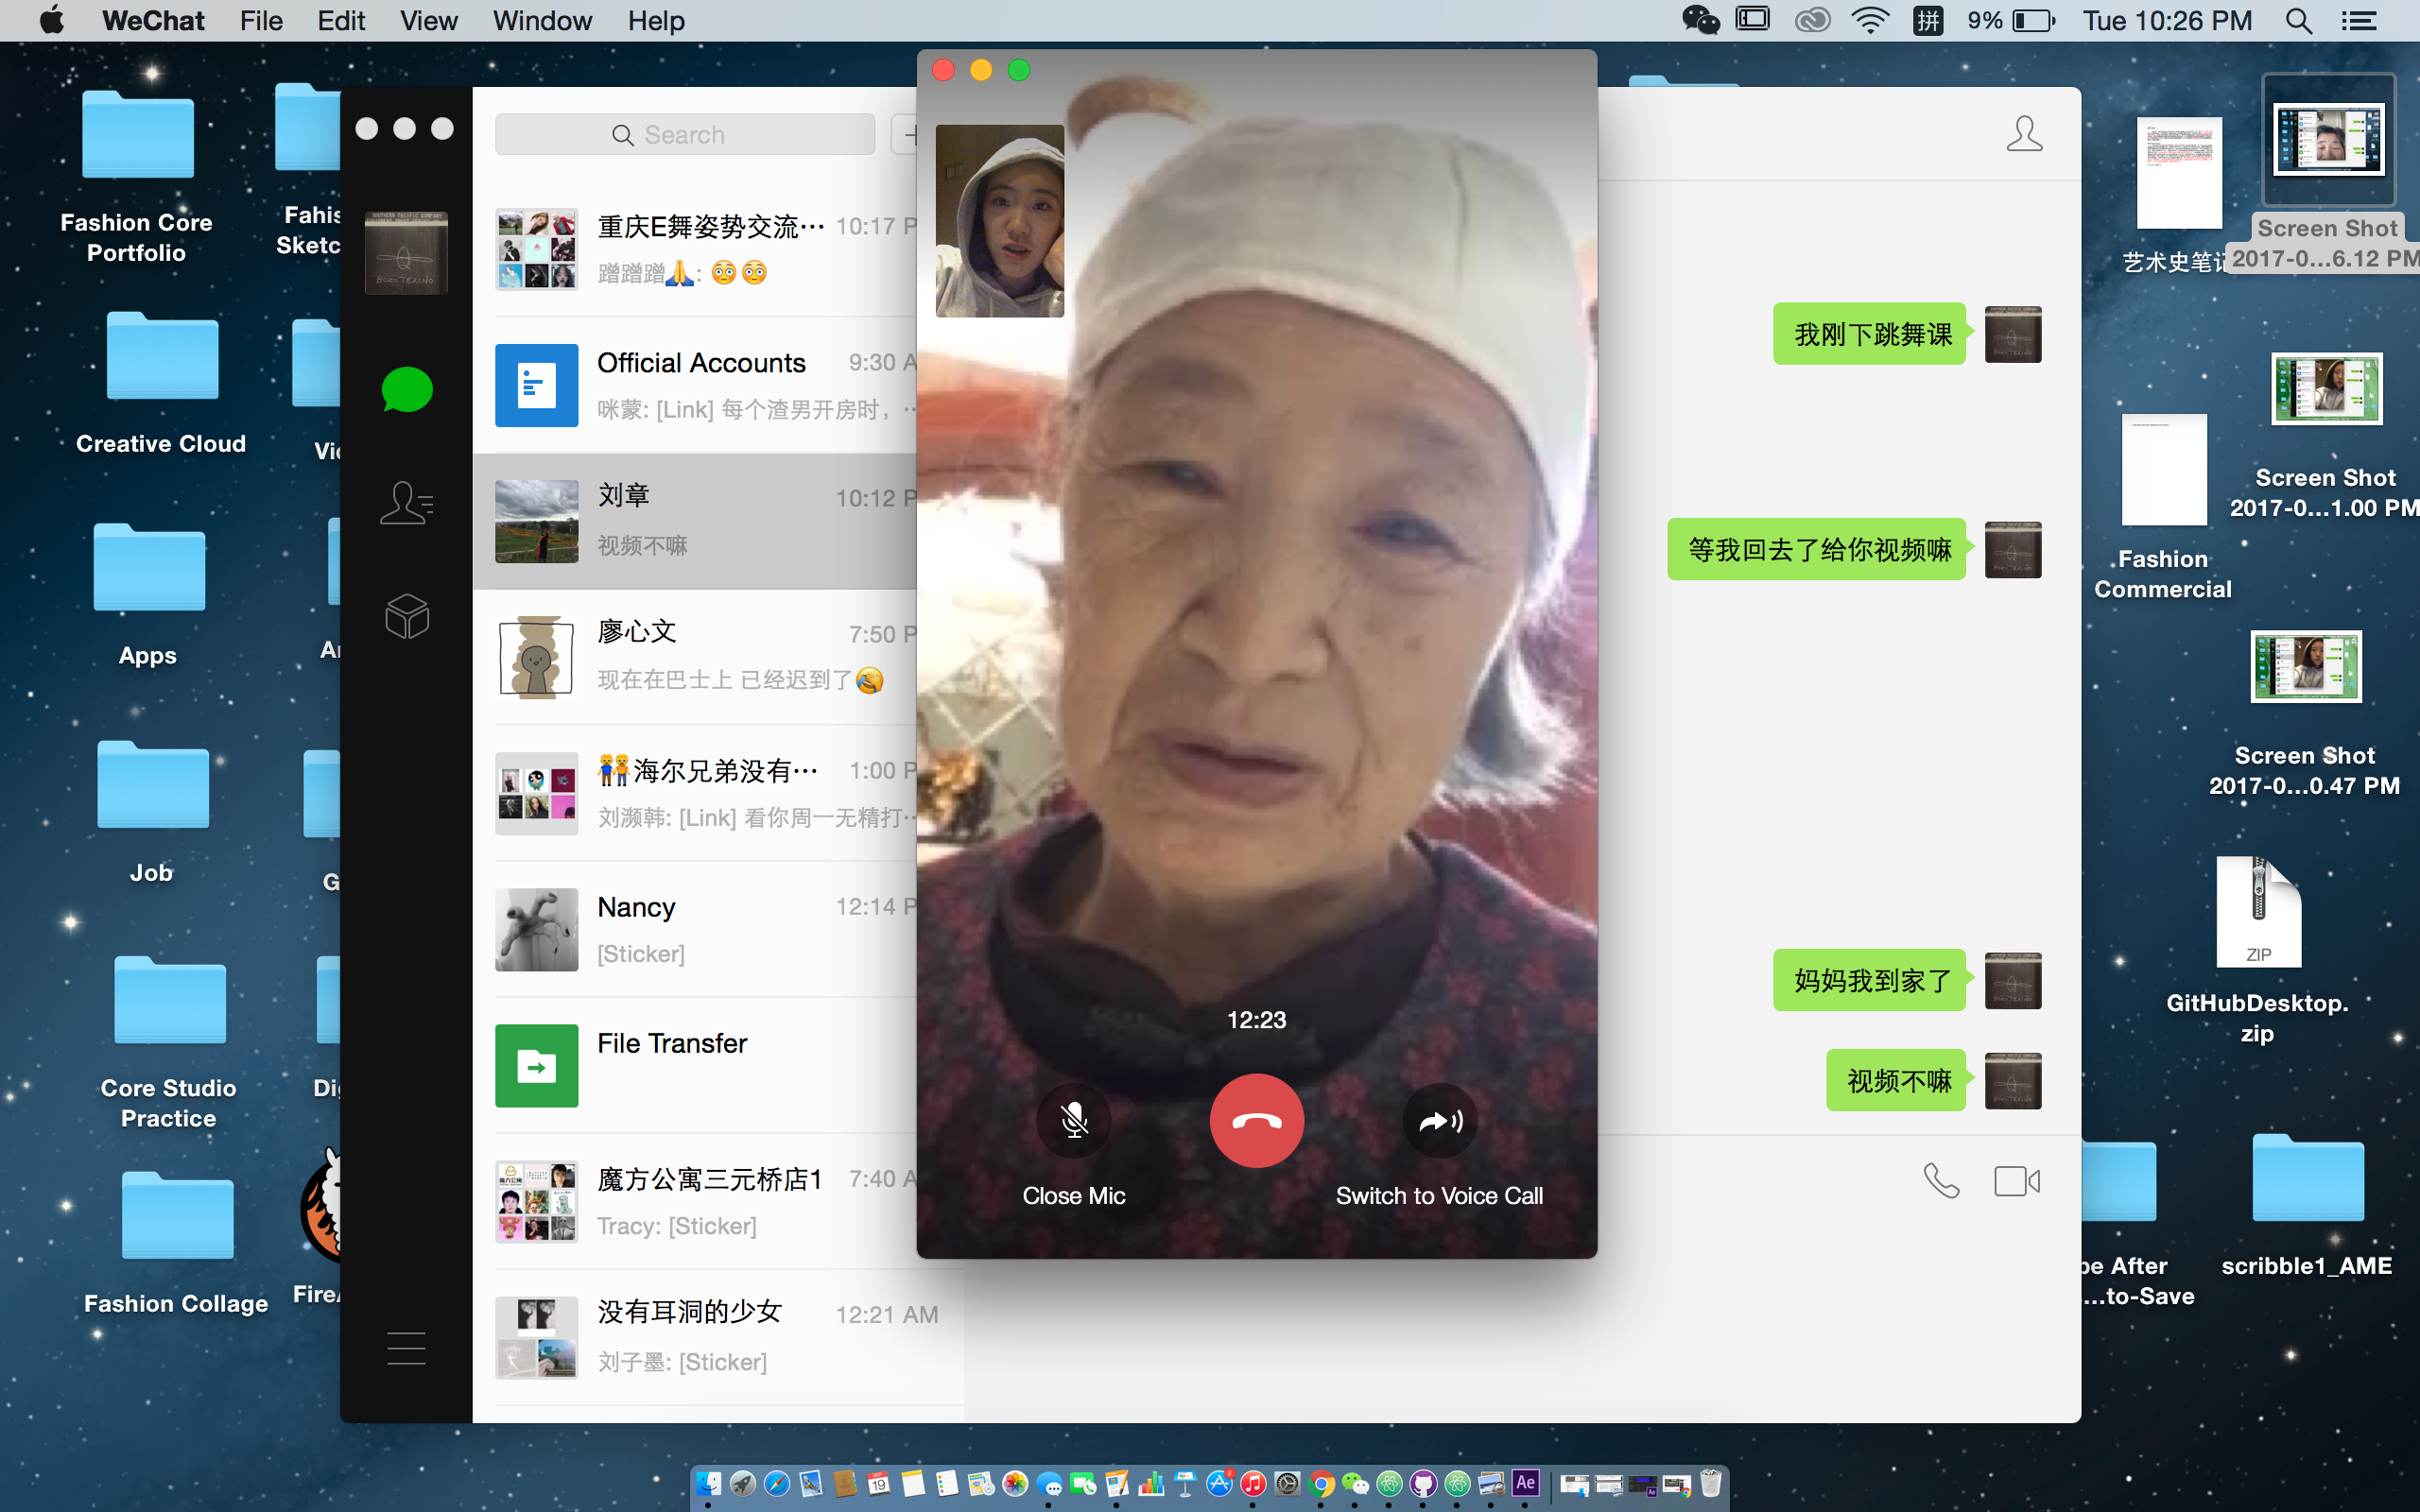 WeChat File Edit View Window Help 9% Tue 10:26 PM
拼
Fashion Core
Portfolio
Creative Cloud
Apps
Job
Core Studio
Practice
Fashion Collage
SOUTHERN PACIFIC COMPANY
BOZO TEXINO
Search
重庆E舞姿势交流… 10:17 P
蹭蹭蹭🙏: 😳😳
Official Accounts 9:30 A
咪蒙: [Link] 每个渣男开房时，…
刘章 10:12 P
视频不嘛
廖心文 7:50 P
现在在巴士上 已经迟到了😂
👬海尔兄弟没有… 1:00 P
刘濒韩: [Link] 看你周一无精打…
Nancy 12:14 P
[Sticker]
File Transfer
魔方公寓三元桥店1 7:40 A
Tracy: [Sticker]
没有耳洞的少女 12:21 AM
刘子墨: [Sticker]
12:23
Close Mic
Switch to Voice Call
我刚下跳舞课
等我回去了给你视频嘛
妈妈我到家了
视频不嘛
艺术史笔记
Screen Shot
2017-0...6.12 PM
Screen Shot
2017-0...1.00 PM
Fashion
Commercial
Screen Shot
2017-0...0.47 PM
ZIP
GitHubDesktop.
zip
be After
...to-Save
scribble1_AME
SEP
19
Ae